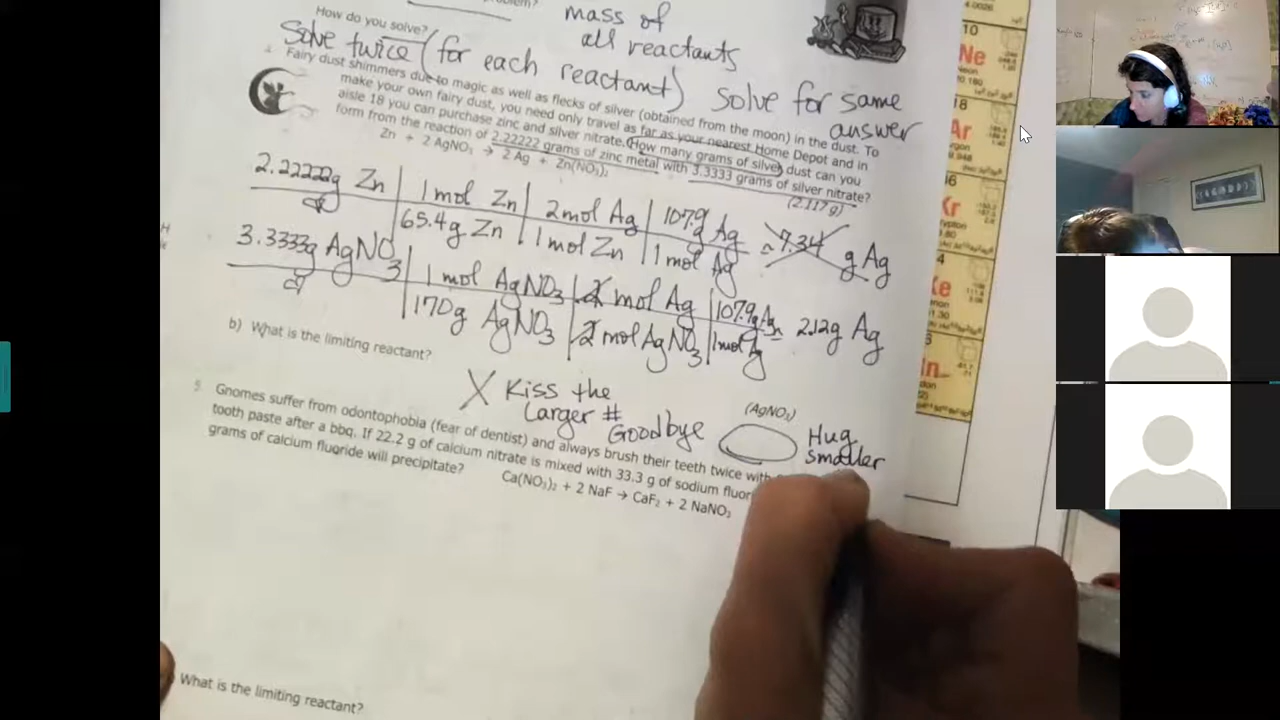 problem?
How do you solve?
mass of
all reactants
Solve twice (for each reactant) solve for same
answer
Fairy dust shimmers due to magic as well as flecks of silver (obtained from the moon) in the dust. To
make your own fairy dust, you need only travel as far as your nearest Home Depot and in
aisle 18 you can purchase zinc and silver nitrate. How many grams of silver dust can you
form from the reaction of 2.22222 grams of zinc metal with 3.3333 grams of silver nitrate?
Zn + 2 AgNO₃ → 2 Ag + Zn(NO₃)₂
(2.117 g)
2.22222g Zn | 1 mol Zn | 2 mol Ag | 107.9g Ag
65.4g Zn | 1 mol Zn | 1 mol Ag
= 9.34 g Ag
3.3333g AgNO3 | 1 mol AgNO3 | 2 mol Ag | 107.9g Ag
170g AgNO3 | 2 mol AgNO3 | 1 mol Ag
= 2.12g Ag
b) What is the limiting reactant?
(AgNO₃)
X Kiss the
Larger #
Goodbye
Hug
smaller
5. Gnomes suffer from odontophobia (fear of dentist) and always brush their teeth twice with
tooth paste after a bbq. If 22.2 g of calcium nitrate is mixed with 33.3 g of sodium
grams of calcium fluoride will precipitate?
Ca(NO₃)₂ + 2 NaF → CaF₂ + 2 NaNO₃
What is the limiting reactant?
10
Ne
18
Ar